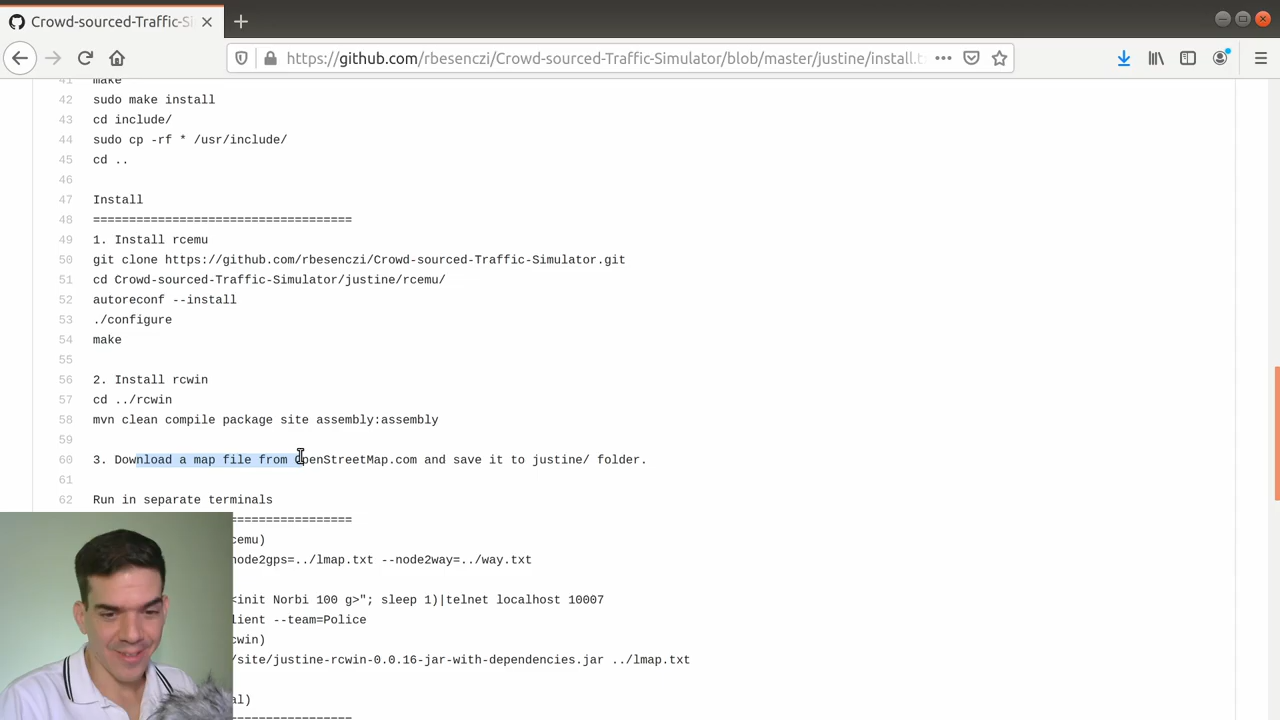 Crowd-sourced-Traffic-Si
https://github.com/rbesenczi/Crowd-sourced-Traffic-Simulator/blob/master/justine/install.t
41 make
42 sudo make install
43 cd include/
44 sudo cp -rf * /usr/include/
45 cd ..
46
47 Install
48 ====================================
49 1. Install rcemu
50 git clone https://github.com/rbesenczi/Crowd-sourced-Traffic-Simulator.git
51 cd Crowd-sourced-Traffic-Simulator/justine/rcemu/
52 autoreconf --install
53 ./configure
54 make
55
56 2. Install rcwin
57 cd ../rcwin
58 mvn clean compile package site assembly:assembly
59
60 3. Download a map file from OpenStreetMap.com and save it to justine/ folder.
61
62 Run in separate terminals
=================
cemu)
node2gps=../lmap.txt --node2way=../way.txt
<init Norbi 100 g>"; sleep 1)|telnet localhost 10007
lient --team=Police
cwin)
/site/justine-rcwin-0.0.16-jar-with-dependencies.jar ../lmap.txt
al)
=================